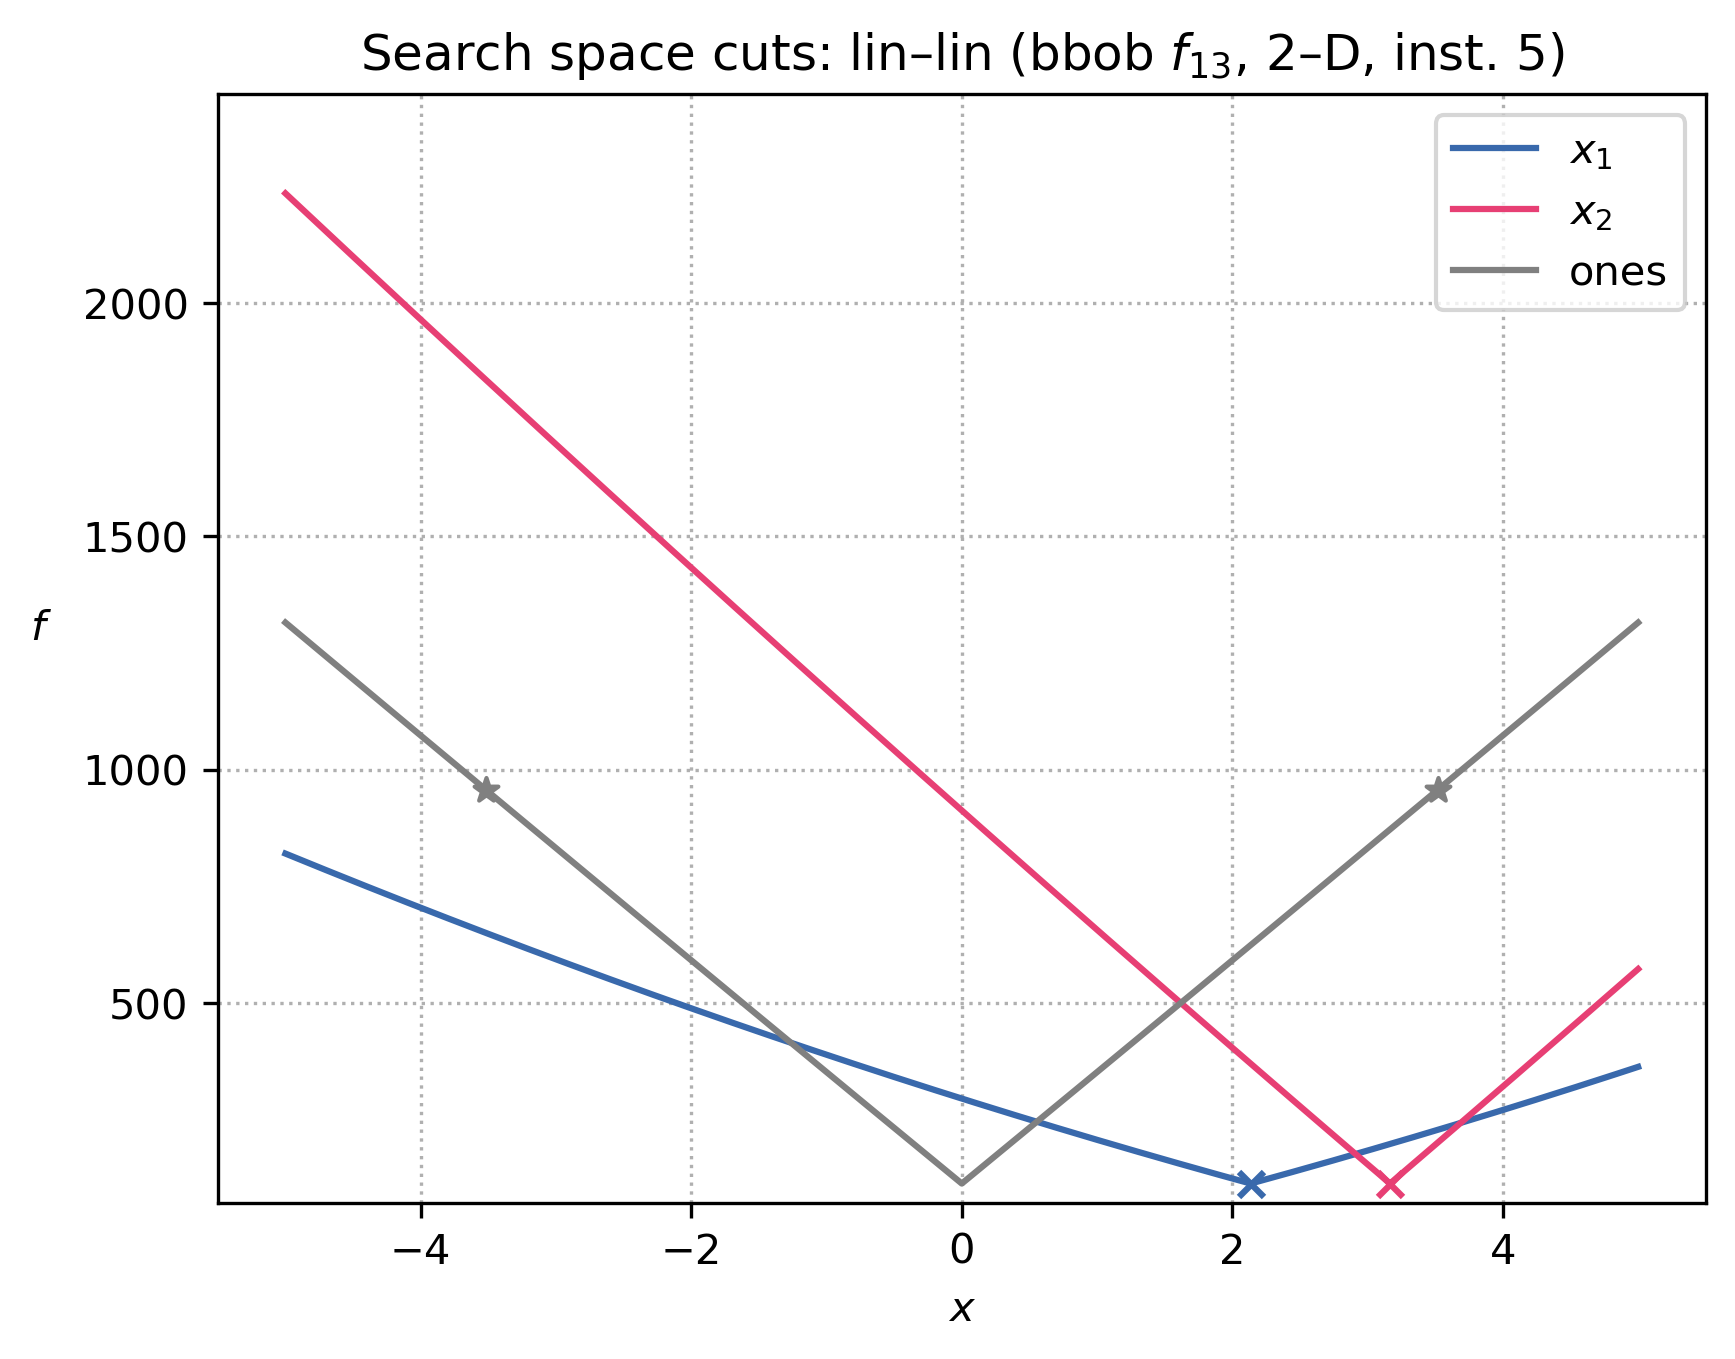 Search space cuts: lin–lin (bbob f₁₃, 2–D, inst. 5)
x₁
x₂
ones
2000
1500
1000
500
f
−4
−2
0
2
4
x